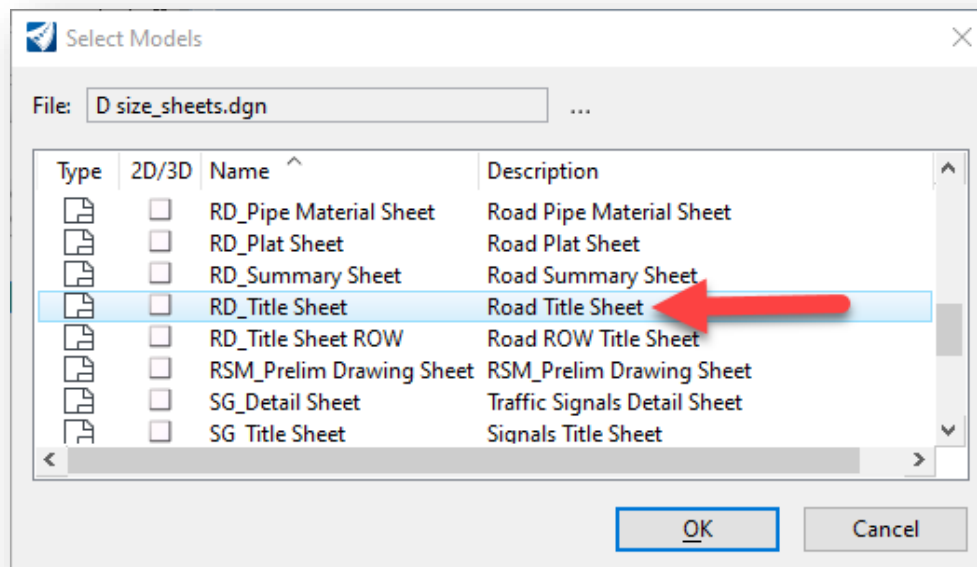 Select Models
File: D size_sheets.dgn ...
Type 2D/3D Name Description
RD_Pipe Material Sheet Road Pipe Material Sheet
RD_Plat Sheet Road Plat Sheet
RD_Summary Sheet Road Summary Sheet
RD_Title Sheet Road Title Sheet
RD_Title Sheet ROW Road ROW Title Sheet
RSM_Prelim Drawing Sheet RSM_Prelim Drawing Sheet
SG_Detail Sheet Traffic Signals Detail Sheet
SG_Title Sheet Signals Title Sheet
OK Cancel